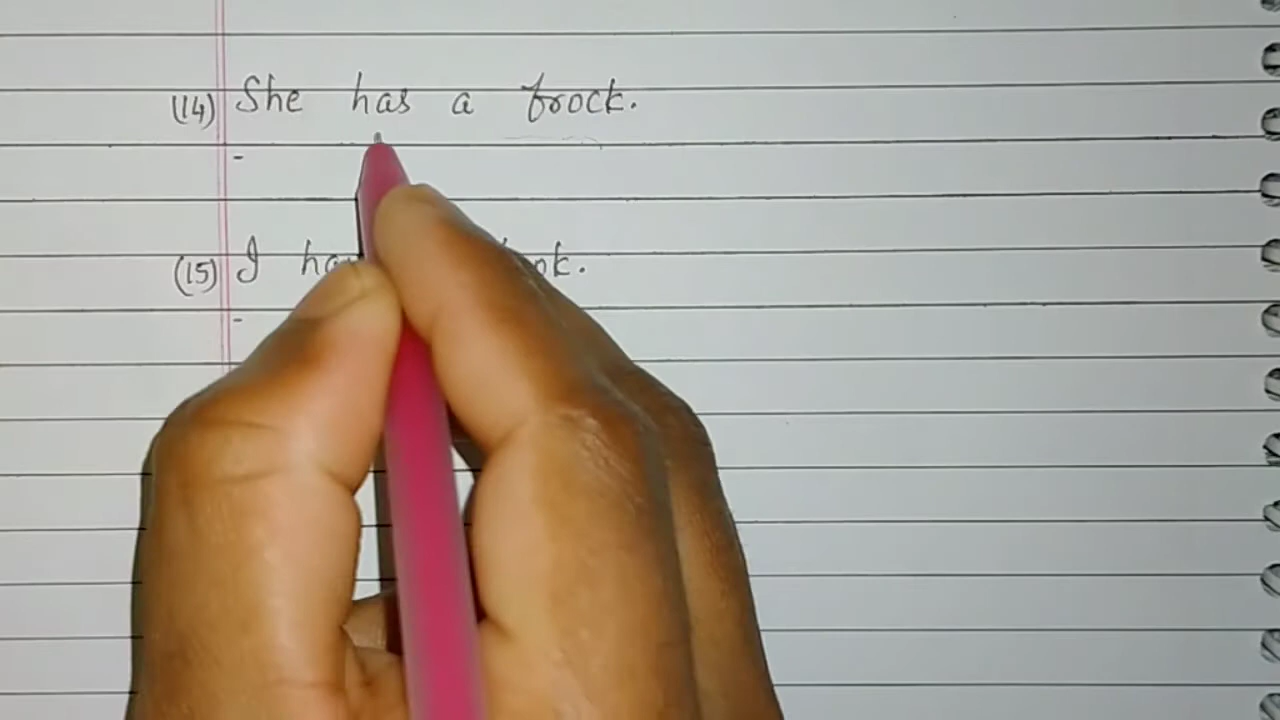 (14) She has a frock.
-
(15) I
-